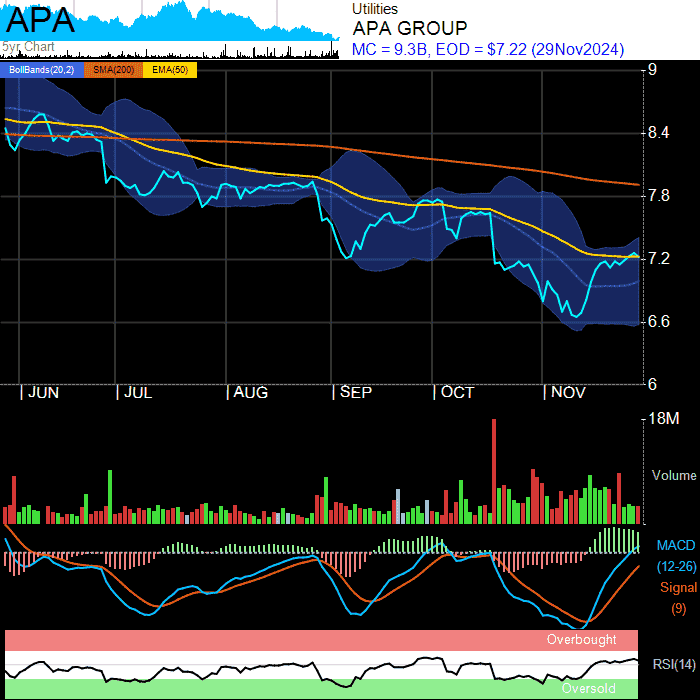 APA
5yr Chart
Utilities
APA GROUP
MC = 9.3B, EOD = $7.22 (29Nov2024)
BollBands(20,2) SMA(200) EMA(50)
9
8.4
7.8
7.2
6.6
6
JUN JUL AUG SEP OCT NOV
18M
Volume
MACD
(12-26)
Signal
(9)
Overbought
RSI(14)
Oversold